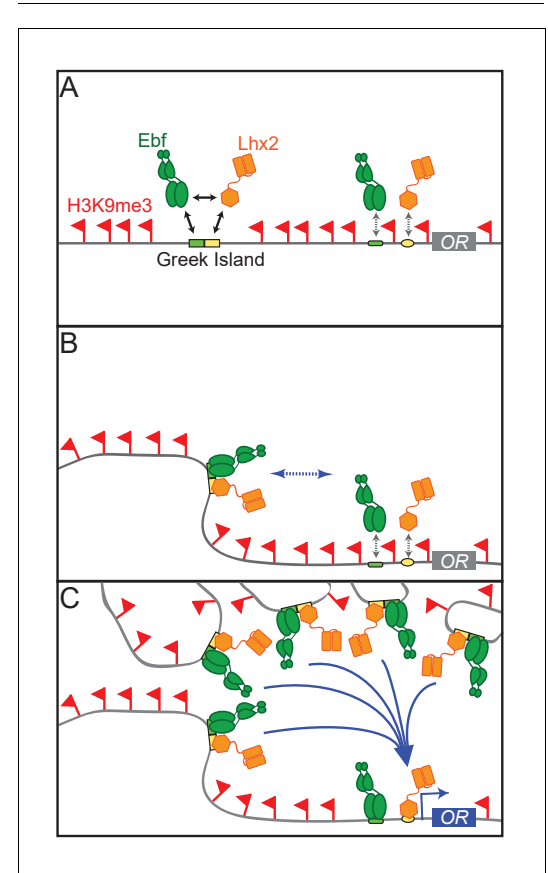 A
Ebf
Lhx2
H3K9me3
Greek Island
OR
B
OR
C
OR